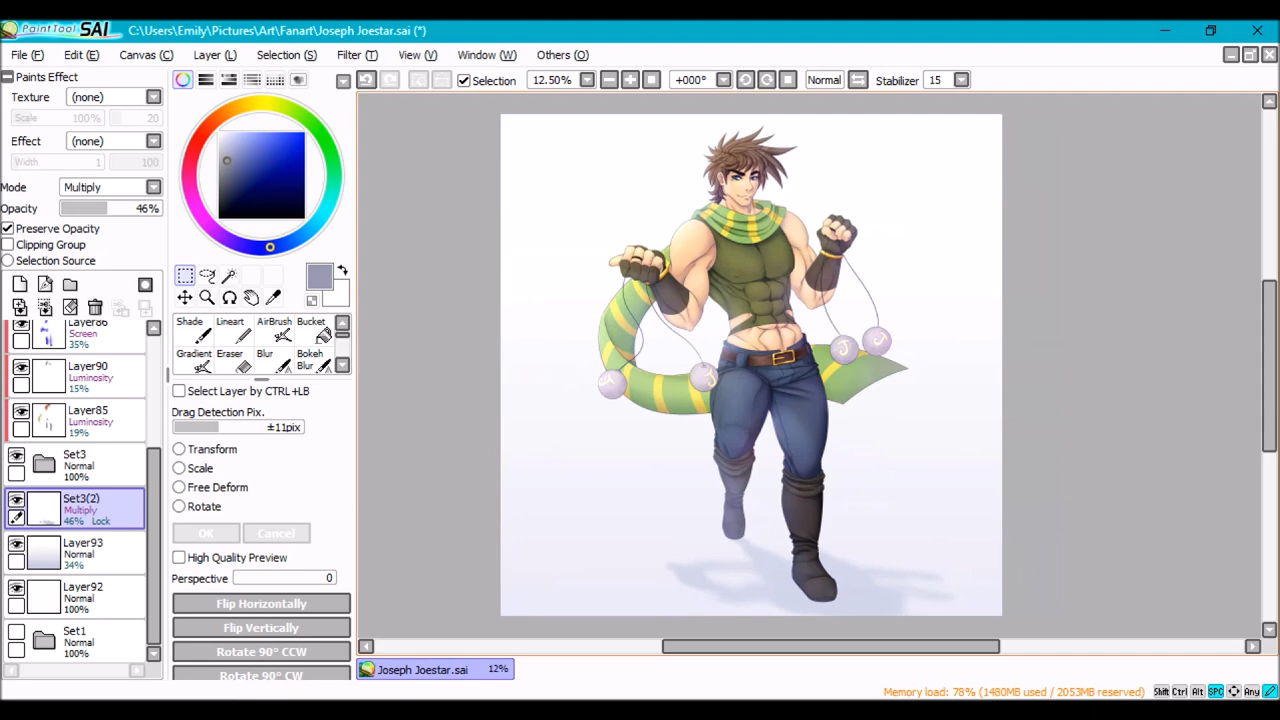 PaintTool SAI C:\Users\Emily\Pictures\Art\Fanart\Joseph Joestar.sai (*)
File (F) Edit (E) Canvas (C) Layer (L) Selection (S) Filter (T) View (V) Window (W) Others (O)
Selection 12.50% +000° Normal Stabilizer 15
Paints Effect
Texture (none)
Scale 100% 20
Effect (none)
Width 1 100
Mode Multiply
Opacity 46%
Preserve Opacity
Clipping Group
Selection Source
Layer86
Screen
35%
Layer90
Luminosity
15%
Layer85
Luminosity
19%
Set3
Normal
100%
Set3(2)
Multiply
46% Lock
Layer93
Normal
34%
Layer92
Normal
100%
Set1
Normal
100%
Shade Lineart AirBrush Bucket
Gradient Eraser Blur Bokeh
Blur
Select Layer by CTRL+LB
Drag Detection Pix.
±11pix
Transform
Scale
Free Deform
Rotate
OK Cancel
High Quality Preview
Perspective 0
Flip Horizontally
Flip Vertically
Rotate 90° CCW
Rotate 90° CW
J J
J J
Joseph Joestar.sai 12%
Memory load: 78% (1480MB used / 2053MB reserved) Shift Ctrl Alt SPC Any